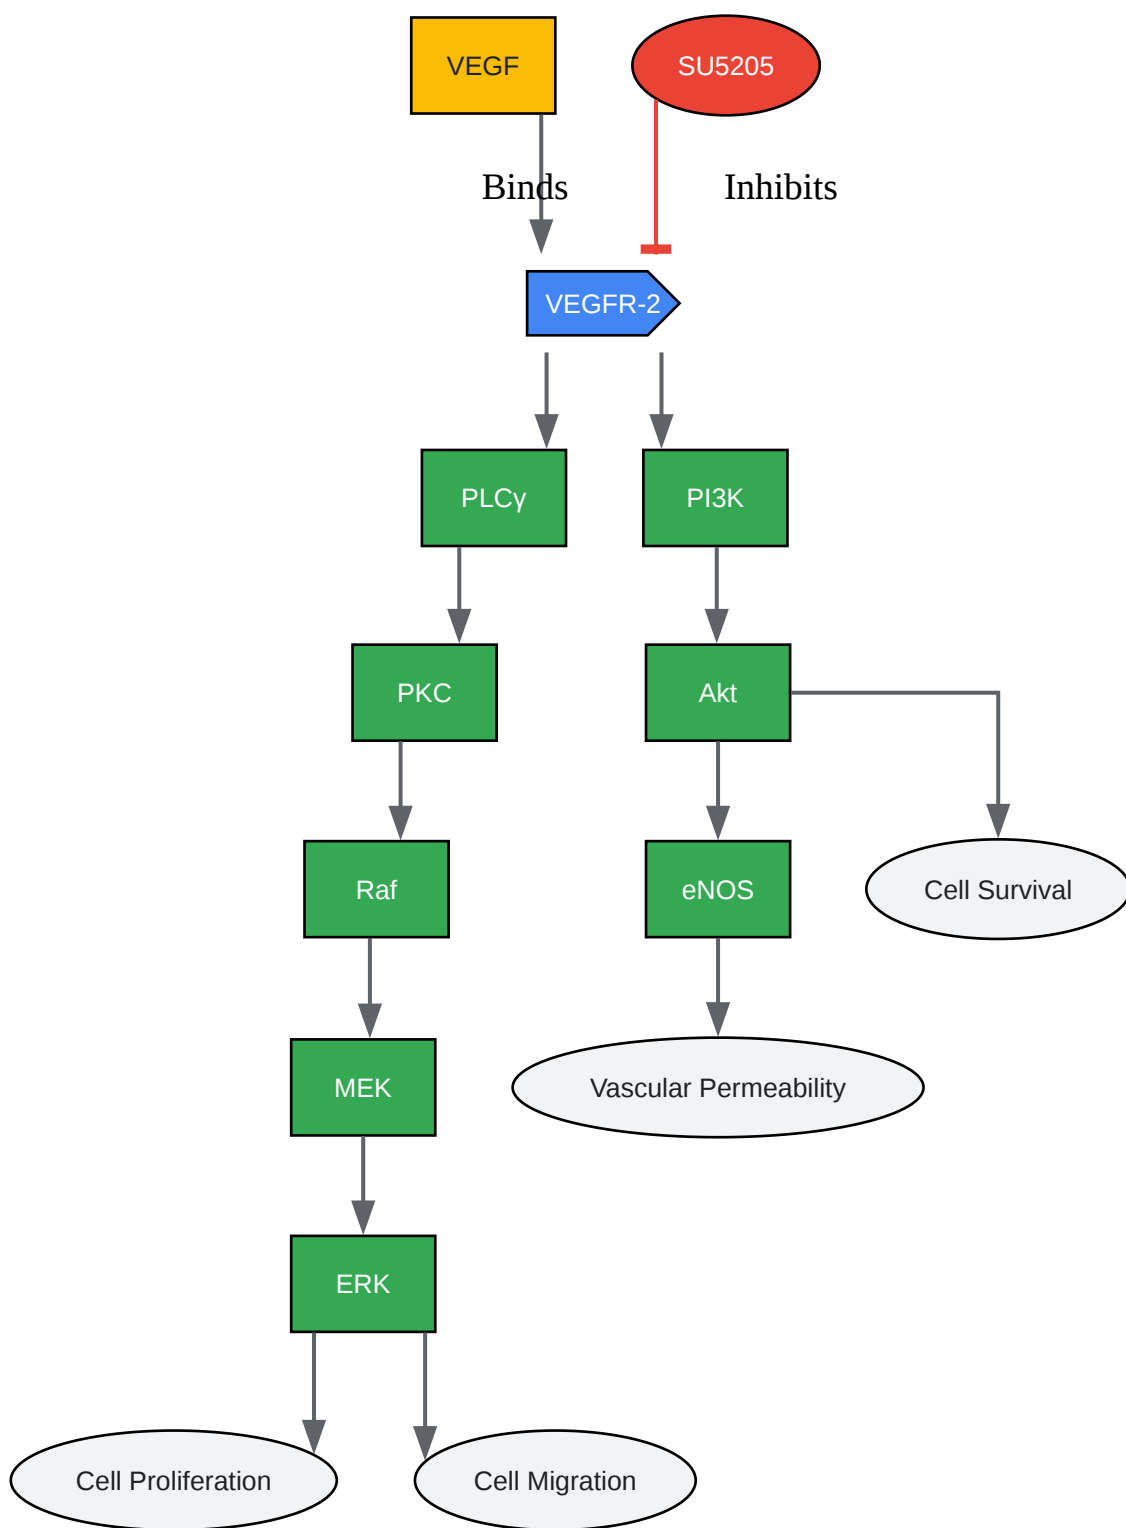 VEGF
SU5205
Binds
Inhibits
VEGFR-2
PLCγ
PI3K
PKC
Akt
Raf
eNOS
Cell Survival
MEK
Vascular Permeability
ERK
Cell Proliferation
Cell Migration